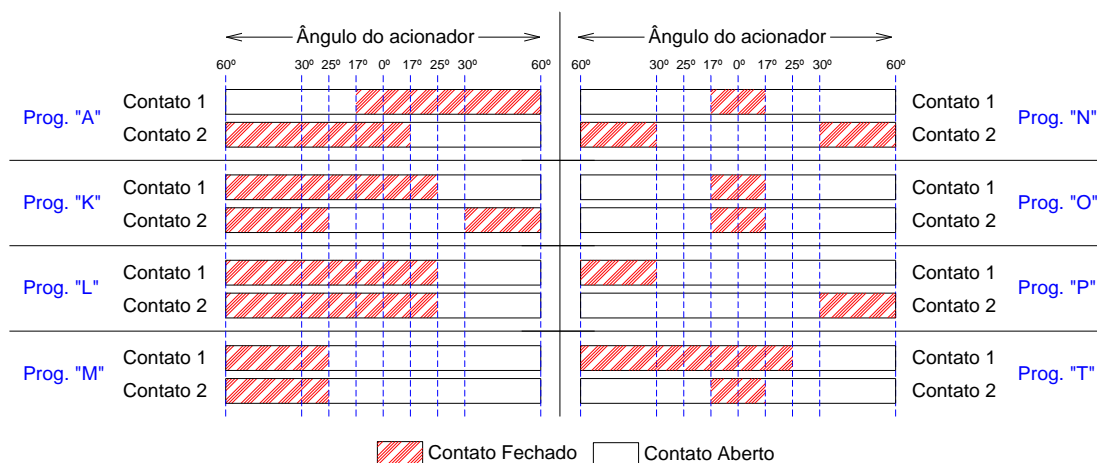 Ângulo do acionador
Ângulo do acionador
60º 30º 25º 17º 0º 17º 25º 30º 60º
60º 30º 25º 17º 0º 17º 25º 30º 60º
Prog. "A"
Contato 1
Contato 2
Contato 1
Contato 2
Prog. "N"
Prog. "K"
Contato 1
Contato 2
Contato 1
Contato 2
Prog. "O"
Prog. "L"
Contato 1
Contato 2
Contato 1
Contato 2
Prog. "P"
Prog. "M"
Contato 1
Contato 2
Contato 1
Contato 2
Prog. "T"
Contato Fechado
Contato Aberto